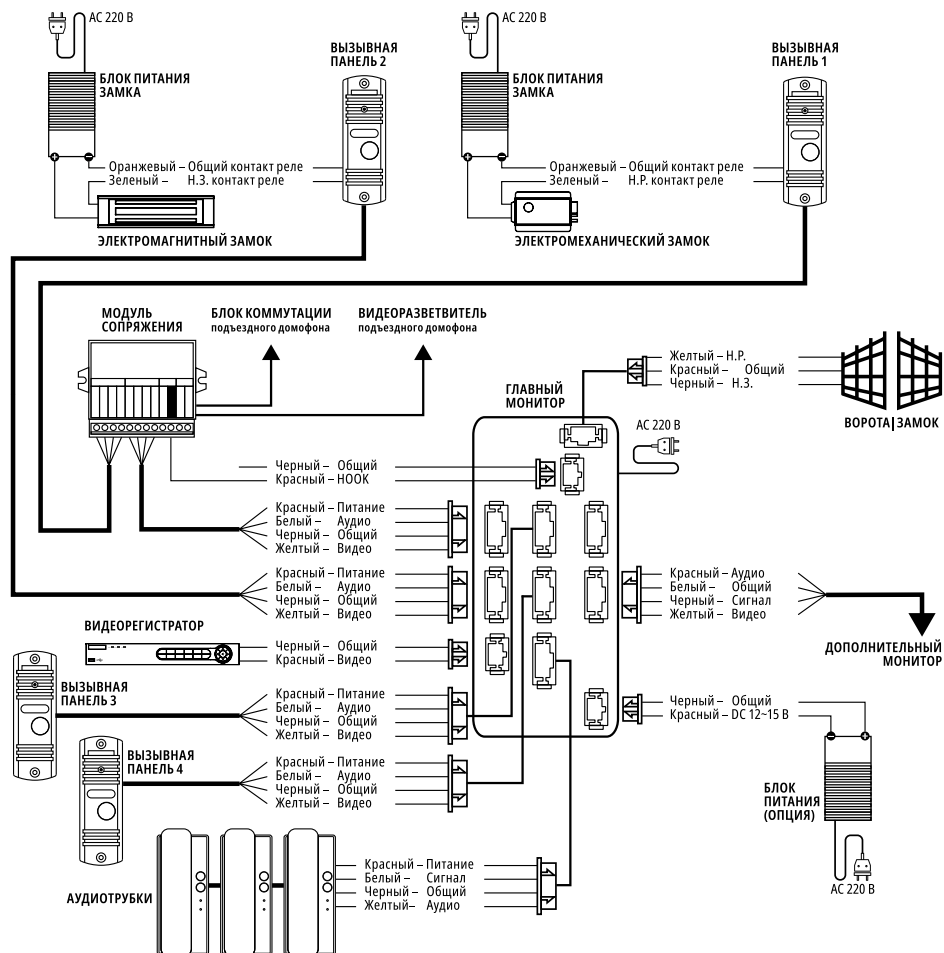 AC 220 В
БЛОК ПИТАНИЯ
ЗАМКА
ВЫЗЫВНАЯ
ПАНЕЛЬ 2
Оранжевый – Общий контакт реле
Зеленый – Н.З. контакт реле
ЭЛЕКТРОМАГНИТНЫЙ ЗАМОК
AC 220 В
БЛОК ПИТАНИЯ
ЗАМКА
ВЫЗЫВНАЯ
ПАНЕЛЬ 1
Оранжевый – Общий контакт реле
Зеленый – Н.Р. контакт реле
ЭЛЕКТРОМЕХАНИЧЕСКИЙ ЗАМОК
МОДУЛЬ
СОПРЯЖЕНИЯ
БЛОК КОММУТАЦИИ
подъездного домофона
ВИДЕОРАЗВЕТВИТЕЛЬ
подъездного домофона
ГЛАВНЫЙ
МОНИТОР
Желтый – Н.Р.
Красный – Общий
Черный – Н.З.
ВОРОТА|ЗАМОК
AC 220 В
Черный – Общий
Красный – HOOK
Красный – Питание
Белый – Аудио
Черный – Общий
Желтый – Видео
Красный – Питание
Белый – Аудио
Черный – Общий
Желтый – Видео
Красный – Аудио
Белый – Общий
Черный – Сигнал
Желтый – Видео
ДОПОЛНИТЕЛЬНЫЙ
МОНИТОР
ВИДЕОРЕГИСТРАТОР
Черный – Общий
Красный – Видео
ВЫЗЫВНАЯ
ПАНЕЛЬ 3
Красный – Питание
Белый – Аудио
Черный – Общий
Желтый – Видео
Черный – Общий
Красный – DC 12~15 В
ВЫЗЫВНАЯ
ПАНЕЛЬ 4
Красный – Питание
Белый – Аудио
Черный – Общий
Желтый – Видео
БЛОК
ПИТАНИЯ
(ОПЦИЯ)
AC 220 В
АУДИОТРУБКИ
Красный – Питание
Белый – Сигнал
Черный – Общий
Желтый– Аудио